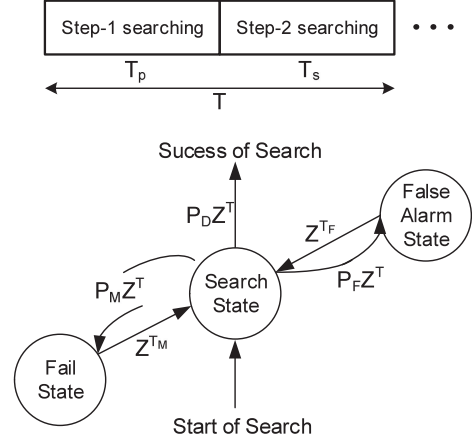 Step-1 searching Step-2 searching
T_p T_s
T
Sucess of Search
P_D Z^T
False
Alarm
State
Z^{T_F}
P_F Z^T
P_M Z^T
Search
State
Z^{T_M}
Fail
State
Start of Search